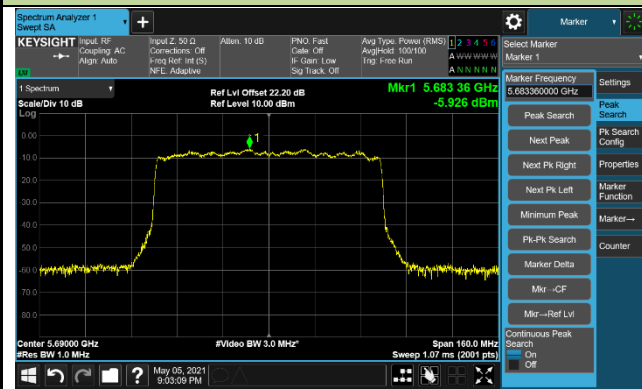 Spectrum Analyzer 1
Swept SA
Marker
KEYSIGHT
Input: RF
Coupling: AC
Align: Auto
Input Z: 50 Ω
Corrections: Off
Freq Ref: Int (S)
NFE: Adaptive
Atten: 10 dB
PNO: Fast
Gate: Off
IF Gain: Low
Sig Track: Off
Avg Type: Power (RMS)
Avg|Hold: 100/100
Trig: Free Run
1 2 3 4 5 6
A W W W W W
A N N N N N
Select Marker
Marker 1
LXI
1 Spectrum
Scale/Div 10 dB
Log
Ref Lvl Offset 22.20 dB
Ref Level 10.00 dBm
Mkr1 5.683 36 GHz
-5.926 dBm
1
0.00
-10.0
-20.0
-30.0
-40.0
-50.0
-60.0
-70.0
-80.0
Center 5.69000 GHz
#Res BW 1.0 MHz
#Video BW 3.0 MHz*
Span 160.0 MHz
Sweep 1.07 ms (2001 pts)
Marker Frequency
5.683360000 GHz
Peak Search
Next Peak
Next Pk Right
Next Pk Left
Minimum Peak
Pk-Pk Search
Marker Delta
Mkr→CF
Mkr→Ref Lvl
Continuous Peak
Search
On
Off
Settings
Peak
Search
Pk Search
Config
Properties
Marker
Function
Marker→
Counter
?
May 05, 2021
9:03:09 PM